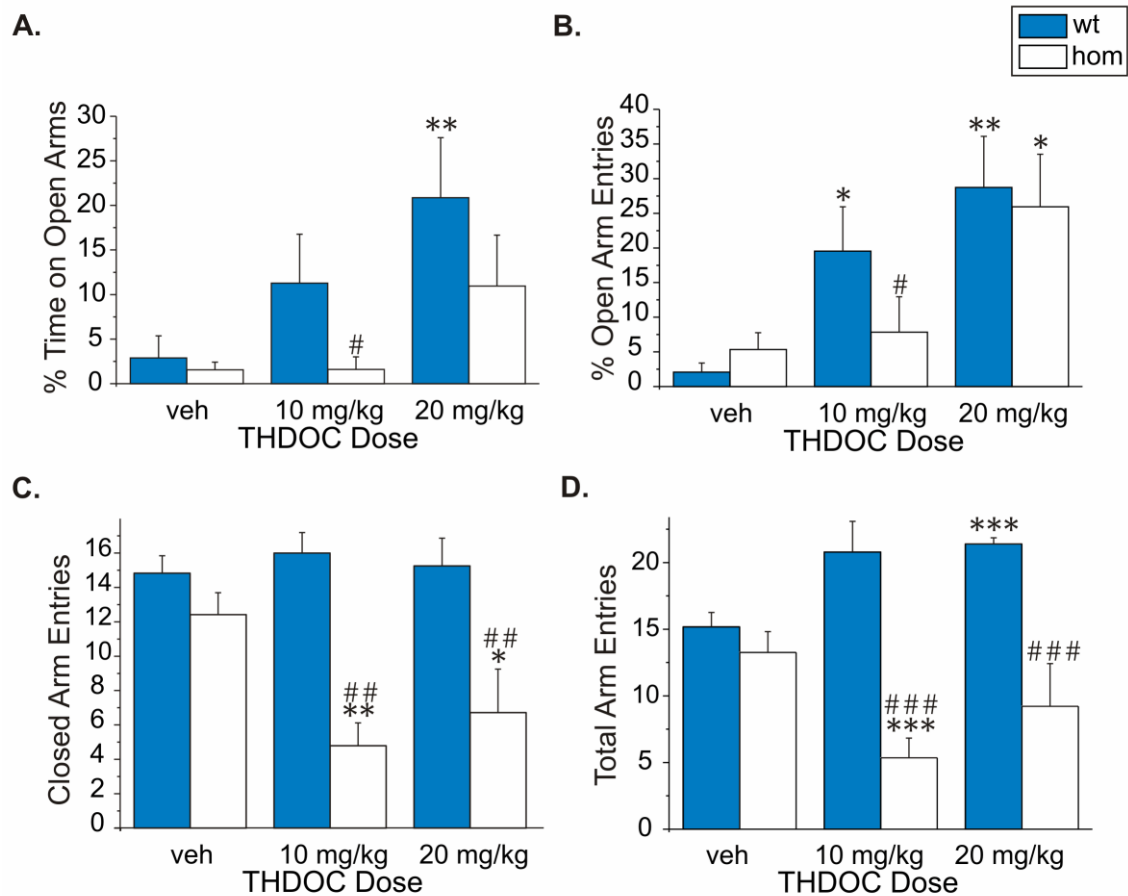 A.
% Time on Open Arms
30
25
20
15
10
5
0
**
#
veh 10 mg/kg 20 mg/kg
THDOC Dose
B.
wt
hom
% Open Arm Entries
40
35
30
25
20
15
10
5
0
*
#
**
*
veh 10 mg/kg 20 mg/kg
THDOC Dose
C.
Closed Arm Entries
16
14
12
10
8
6
4
2
0
##
**
##
*
veh 10 mg/kg 20 mg/kg
THDOC Dose
D.
Total Arm Entries
20
15
10
5
0
###
***
***
###
veh 10 mg/kg 20 mg/kg
THDOC Dose